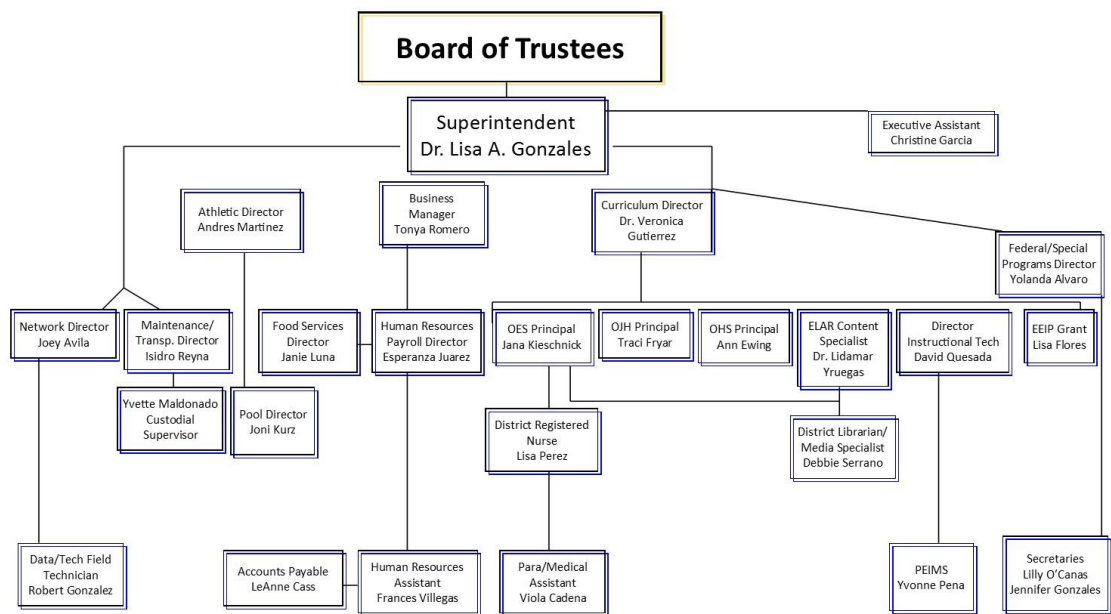 Board of Trustees
Superintendent
Dr. Lisa A. Gonzales
Executive Assistant
Christine Garcia
Athletic Director
Andres Martinez
Business
Manager
Tonya Romero
Curriculum Director
Dr. Veronica
Gutierrez
Federal/Special
Programs Director
Yolanda Alvaro
Network Director
Joey Avila
Maintenance/
Transp. Director
Isidro Reyna
Food Services
Director
Janie Luna
Human Resources
Payroll Director
Esperanza Juarez
OES Principal
Jana Kieschnick
OJH Principal
Traci Fryar
OHS Principal
Ann Ewing
ELAR Content
Specialist
Dr. Lidamar
Yruegas
Director
Instructional Tech
David Quesada
EEIP Grant
Lisa Flores
Yvette Maldonado
Custodial
Supervisor
Pool Director
Joni Kurz
District Registered
Nurse
Lisa Perez
District Librarian/
Media Specialist
Debbie Serrano
Data/Tech Field
Technician
Robert Gonzalez
Accounts Payable
LeAnne Cass
Human Resources
Assistant
Frances Villegas
Para/Medical
Assistant
Viola Cadena
PEIMS
Yvonne Pena
Secretaries
Lilly O’Canas
Jennifer Gonzales